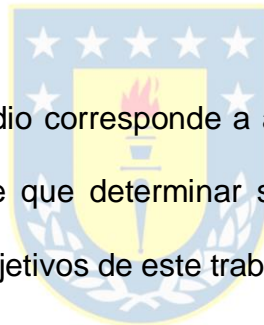 dio corresponde a
e que determinar s
jetivos de este trab